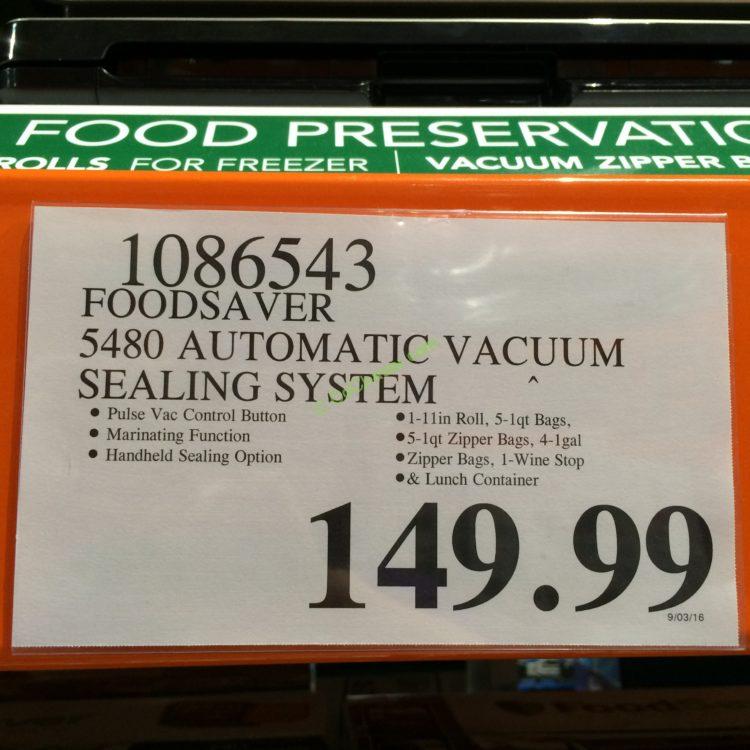 FOOD PRESERVATIO
ROLLS FOR FREEZER | VACUUM ZIPPER B
1086543
FOODSAVER
5480 AUTOMATIC VACUUM
SEALING SYSTEM ^
• Pulse Vac Control Button
• Marinating Function
• Handheld Sealing Option
• 1-11in Roll, 5-1qt Bags,
• 5-1qt Zipper Bags, 4-1gal
• Zipper Bags, 1-Wine Stop
• & Lunch Container
149.99
9/03/16